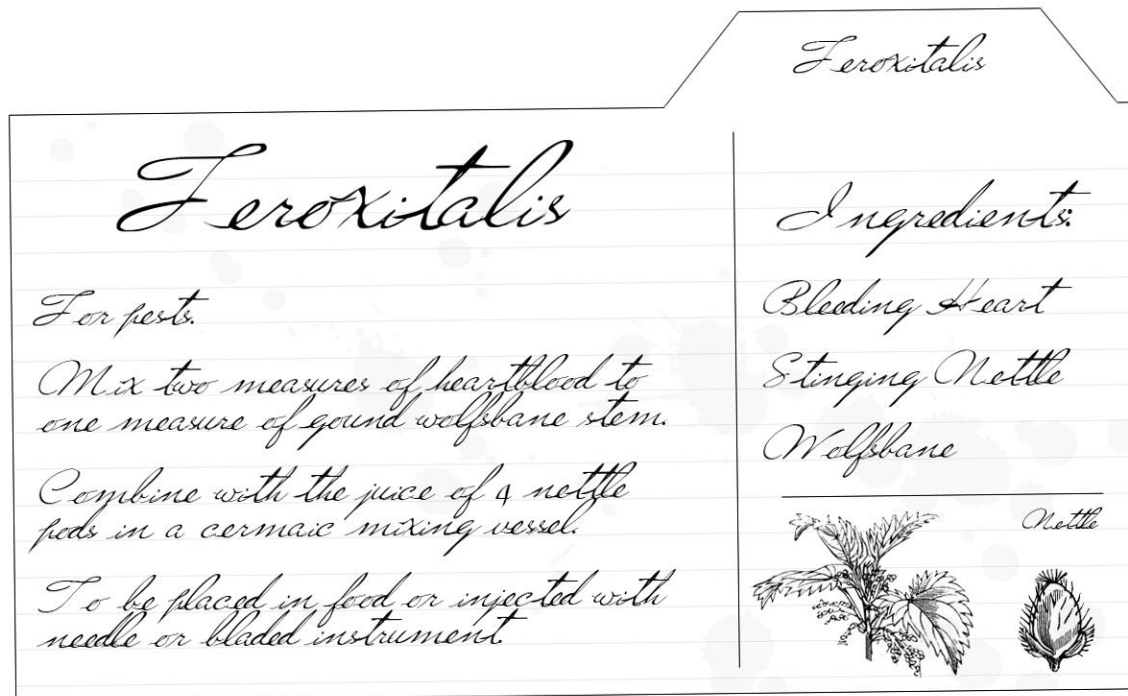 Feroxitalis
Feroxitalis
For pests.
Mix two measures of heartblood to
one measure of gound wolfsbane stem.
Combine with the juice of 4 nettle
pods in a cermaic mixing vessel.
To be placed in food or injected with
needle or bladed instrument
Ingredients:
Bleeding Heart
Stinging Nettle
Wolfsbane
Nettle